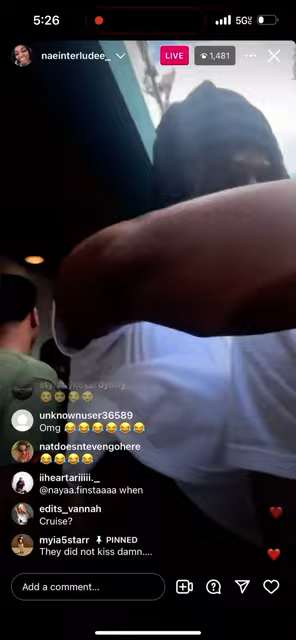 5:26
5G
naeinterludee_
LIVE
1,481
unknownuser36589
Omg 😂😂😂😂😂😂
natdoesntevengohere
😂😂😂😂
iiheartariiiii._
@nayaa.finstaaaa when
edits_vannah
Cruise?
myia5starr PINNED
They did not kiss damn....
Add a comment...